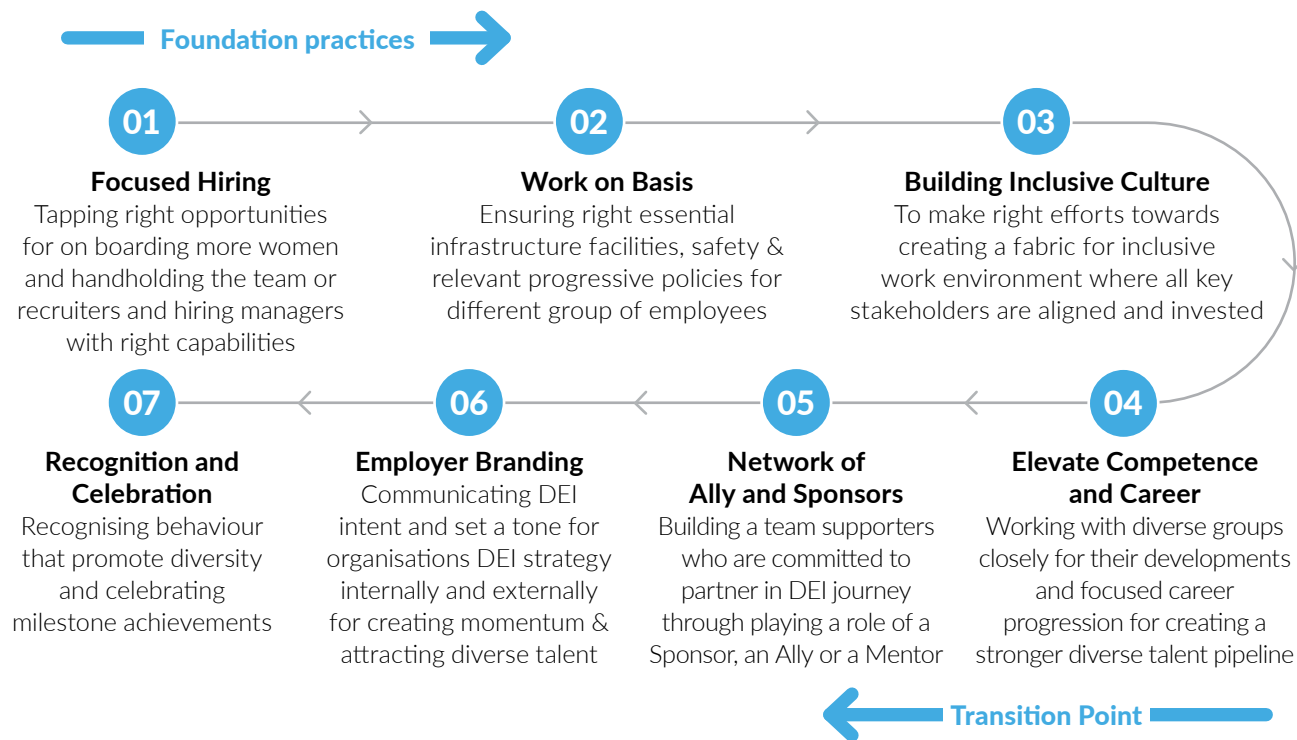 Foundation practices
01
Focused Hiring
Tapping right opportunities
for on boarding more women
and handholding the team or
recruiters and hiring managers
with right capabilities
02
Work on Basis
Ensuring right essential
infrastructure facilities, safety &
relevant progressive policies for
different group of employees
03
Building Inclusive Culture
To make right efforts towards
creating a fabric for inclusive
work environment where all key
stakeholders are aligned and invested
04
Elevate Competence
and Career
Working with diverse groups
closely for their developments
and focused career
progression for creating a
stronger diverse talent pipeline
05
Network of
Ally and Sponsors
Building a team supporters
who are committed to
partner in DEI journey
through playing a role of a
Sponsor, an Ally or a Mentor
06
Employer Branding
Communicating DEI
intent and set a tone for
organisations DEI strategy
internally and externally
for creating momentum &
attracting diverse talent
07
Recognition and
Celebration
Recognising behaviour
that promote diversity
and celebrating
milestone achievements
Transition Point